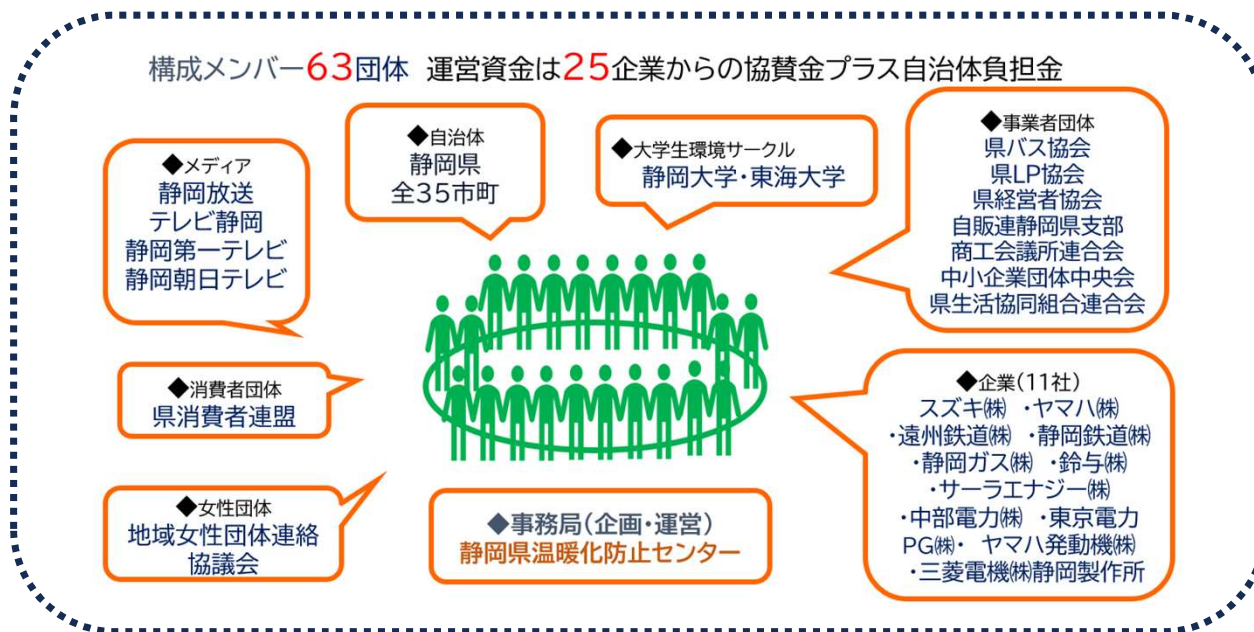 構成メンバー63団体 運営資金は25企業からの協賛金プラス自治体負担金
◆メディア
静岡放送
テレビ静岡
静岡第一テレビ
静岡朝日テレビ
◆自治体
静岡県
全35市町
◆大学生環境サークル
静岡大学・東海大学
◆事業者団体
県バス協会
県LP協会
県経営者協会
自販連静岡県支部
商工会議所連合会
中小企業団体中央会
県生活協同組合連合会
◆消費者団体
県消費者連盟
◆女性団体
地域女性団体連絡
協議会
◆事務局(企画・運営)
静岡県温暖化防止センター
◆企業(11社)
スズキ㈱ ・ヤマハ㈱
・遠州鉄道㈱ ・静岡鉄道㈱
・静岡ガス㈱ ・鈴与㈱
・サーラエナジー㈱
・中部電力㈱ ・東京電力
PG㈱・ ヤマハ発動機㈱
・三菱電機㈱静岡製作所